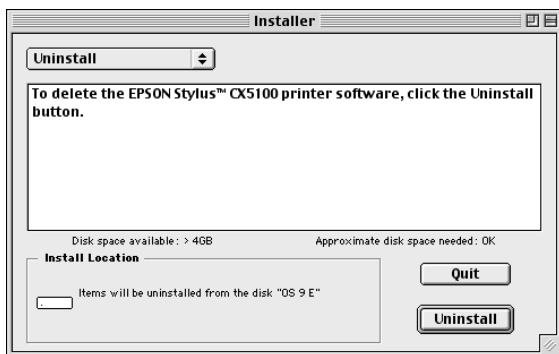 Installer
Uninstall
To delete the EPSON Stylus™ CX5100 printer software, click the Uninstall
button.
Disk space available: > 4GB
Approximate disk space needed: OK
Install Location
Items will be uninstalled from the disk "OS 9 E"
Quit
Uninstall